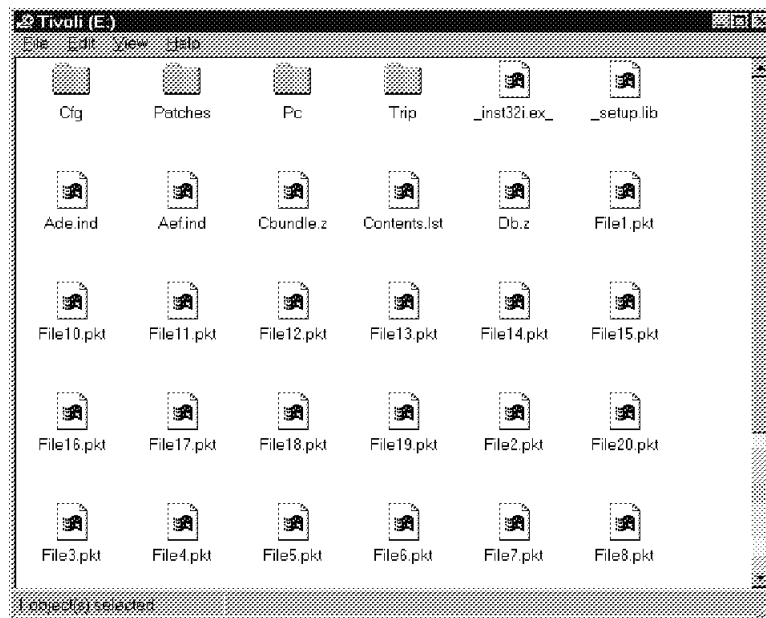 Tivoli (E:)
File Edit View Help
Cfg Patches Pc Trip _inst32i.ex_ _setup.lib
Ade.ind Aef.ind Cbundle.z Contents.lst Db.z File1.pkt
File10.pkt File11.pkt File12.pkt File13.pkt File14.pkt File15.pkt
File16.pkt File17.pkt File18.pkt File19.pkt File2.pkt File20.pkt
File3.pkt File4.pkt File5.pkt File6.pkt File7.pkt File8.pkt
1 object(s) selected